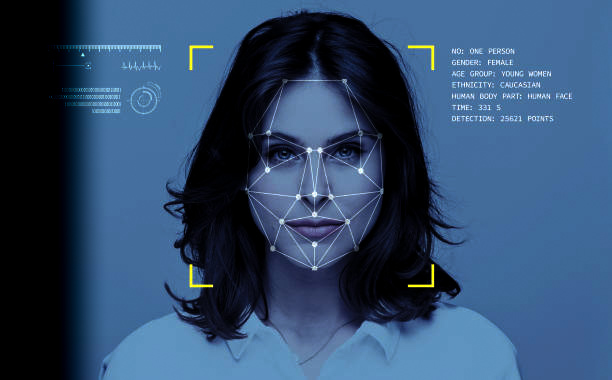 NO: ONE PERSON
GENDER: FEMALE
AGE GROUP: YOUNG WOMEN
ETHNICITY: CAUCASIAN
HUMAN BODY PART: HUMAN FACE
TIME: 331 S
DETECTION: 25621 POINTS